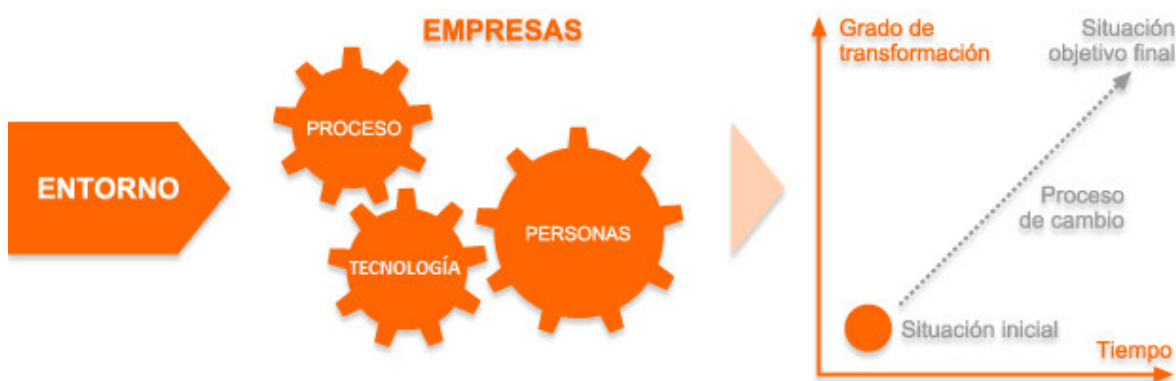 ENTORNO
EMPRESAS
PROCESO
TECNOLOGÍA
PERSONAS
Grado de
transformación
Situación
objetivo final
Proceso
de cambio
Situación inicial
Tiempo